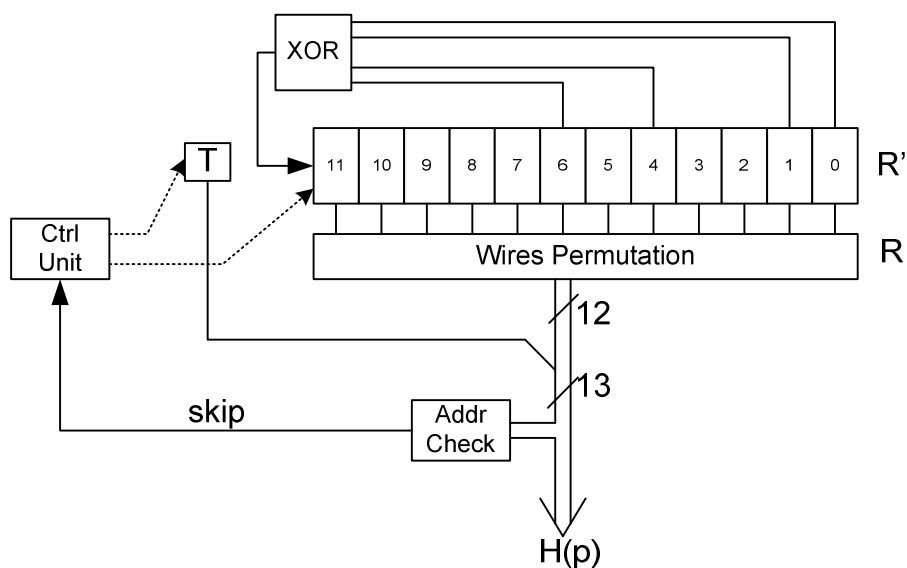 XOR
T
11 10 9 8 7 6 5 4 3 2 1 0
R'
Ctrl
Unit
Wires Permutation
R
12
13
skip
Addr
Check
H(p)